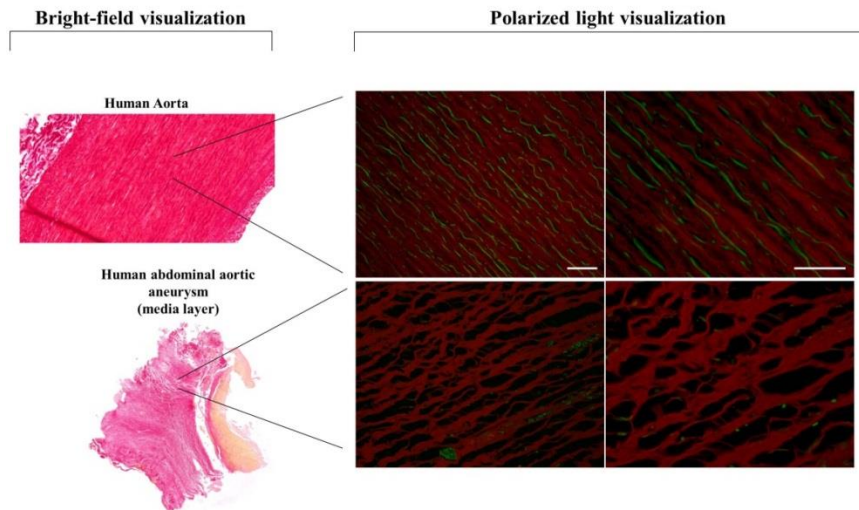 Bright-field visualization
Polarized light visualization
Human Aorta
Human abdominal aortic
aneurysm
(media layer)